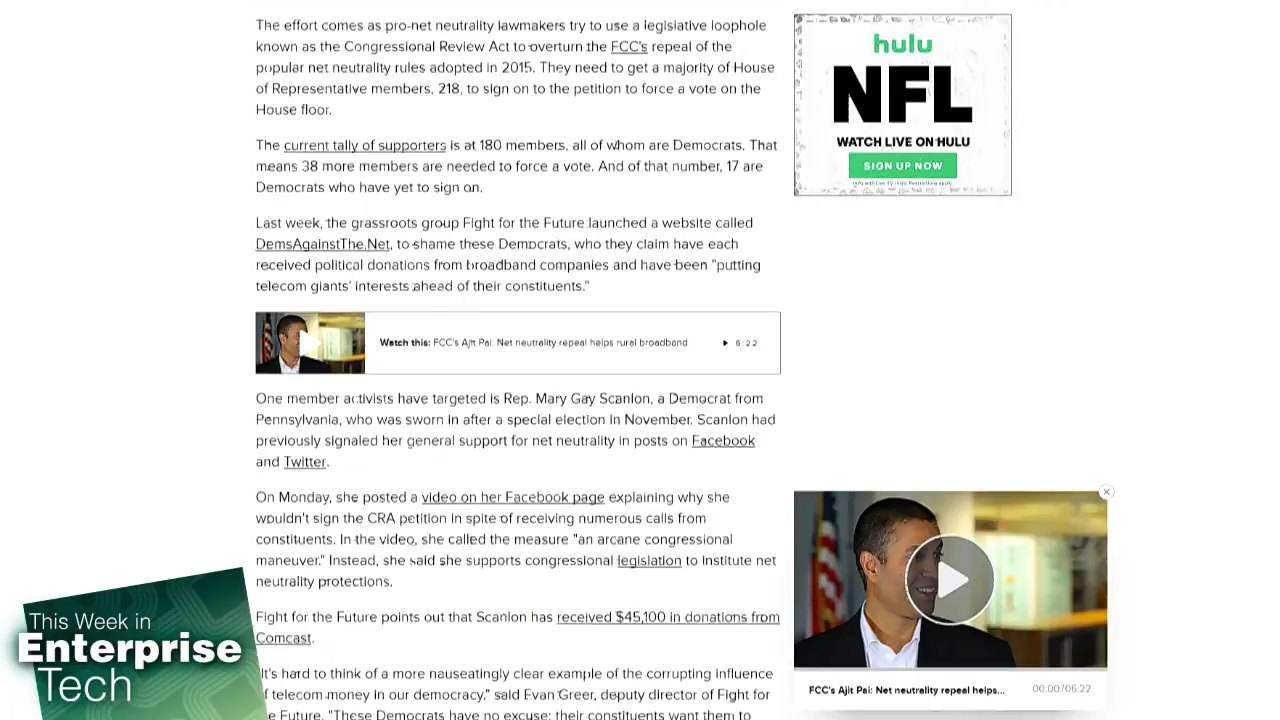 The effort comes as pro-net neutrality lawmakers try to use a legislative loophole
known as the Congressional Review Act to overturn the FCC's repeal of the
popular net neutrality rules adopted in 2015. They need to get a majority of House
of Representative members, 218, to sign on to the petition to force a vote on the
House floor.
The current tally of supporters is at 180 members, all of whom are Democrats. That
means 38 more members are needed to force a vote. And of that number, 17 are
Democrats who have yet to sign on.
Last week, the grassroots group Fight for the Future launched a website called
DemsAgainstThe.Net, to shame these Democrats, who they claim have each
received political donations from broadband companies and have been "putting
telecom giants' interests ahead of their constituents."
Watch this: FCC's Ajit Pai: Net neutrality repeal helps rural broadband
6:22
One member activists have targeted is Rep. Mary Gay Scanlon, a Democrat from
Pennsylvania, who was sworn in after a special election in November. Scanlon had
previously signaled her general support for net neutrality in posts on Facebook
and Twitter.
On Monday, she posted a video on her Facebook page explaining why she
wouldn't sign the CRA petition in spite of receiving numerous calls from
constituents. In the video, she called the measure "an arcane congressional
maneuver." Instead, she said she supports congressional legislation to institute net
neutrality protections.
Fight for the Future points out that Scanlon has received $45,100 in donations from
Comcast.
It's hard to think of a more nauseatingly clear example of the corrupting influence
f telecom money in our democracy," said Evan Greer, deputy director of Fight for
e Future. "These Democrats have no excuse: their constituents want them to
hulu
NFL
WATCH LIVE ON HULU
SIGN UP NOW
Hulu with Live TV req'd. Restrictions apply.
FCC's Ajit Pai: Net neutrality repeal helps...
00:00/06:22
This Week in
Enterprise
Tech